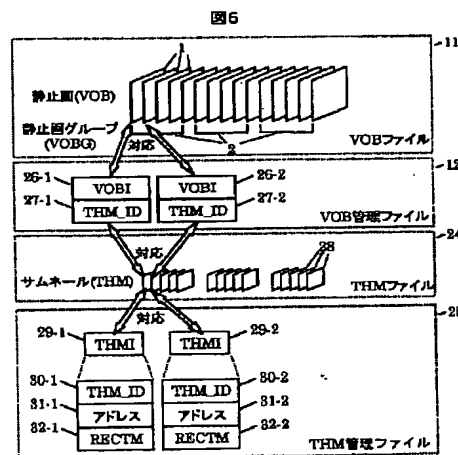 図6
1
11
静止画(VOB)
静止画グループ
(VOBG)
対応
2
VOBファイル
12
26-1
VOBI
VOBI
26-2
27-1
THM_ID
THM_ID
27-2
VOB管理ファイル
対応
24
28
サムネール(THM)
THMファイル
対応
29-1
THMI
THMI
29-2
30-1
THM_ID
THM_ID
30-2
31-1
アドレス
アドレス
31-2
32-1
RECTM
RECTM
32-2
THM管理ファイル